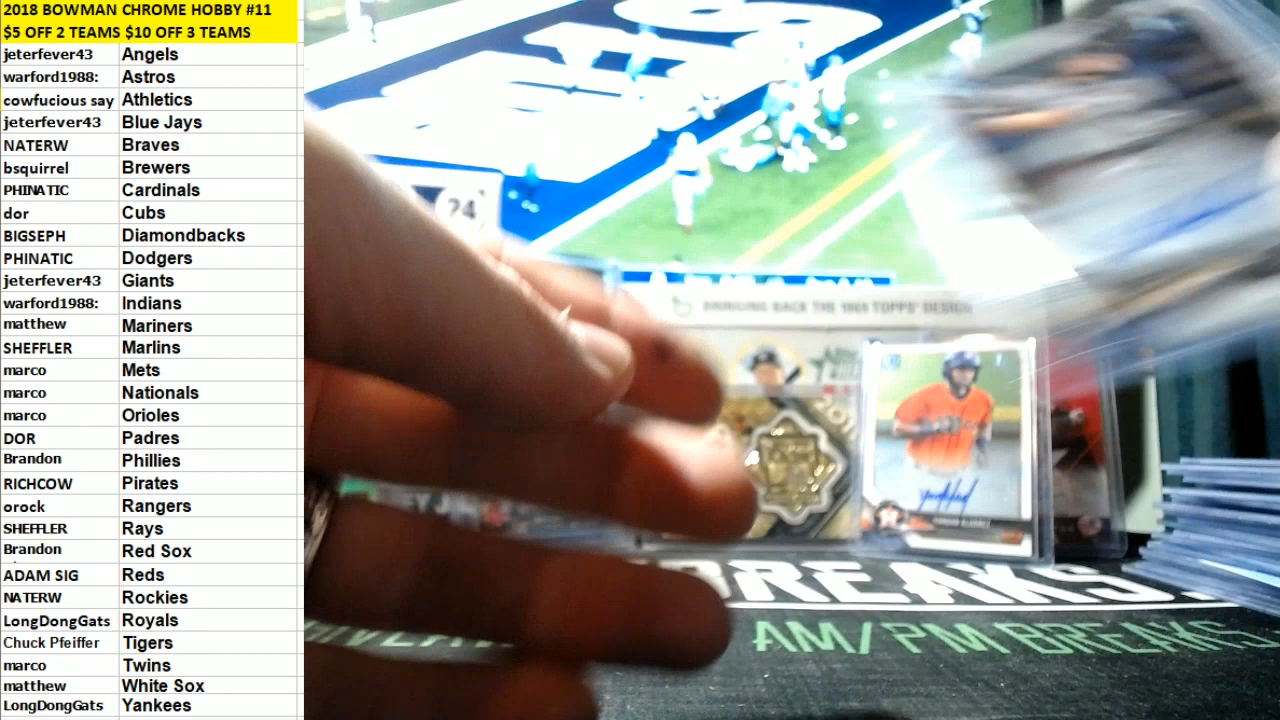 2018 BOWMAN CHROME HOBBY #11
$5 OFF 2 TEAMS $10 OFF 3 TEAMS
jeterfever43 Angels
warford1988: Astros
cowfucious say Athletics
jeterfever43 Blue Jays
NATERW Braves
bsquirrel Brewers
PHINATIC Cardinals
dor Cubs
BIGSEPH Diamondbacks
PHINATIC Dodgers
jeterfever43 Giants
warford1988: Indians
matthew Mariners
SHEFFLER Marlins
marco Mets
marco Nationals
marco Orioles
DOR Padres
Brandon Phillies
RICHCOW Pirates
orock Rangers
SHEFFLER Rays
Brandon Red Sox
ADAM SIG Reds
NATERW Rockies
LongDongGats Royals
Chuck Pfeiffer Tigers
marco Twins
matthew White Sox
LongDongGats Yankees
24
BRINGING BACK THE 1969 TOPPS DESIGN
BREAKS.
AM/PM BREAKS